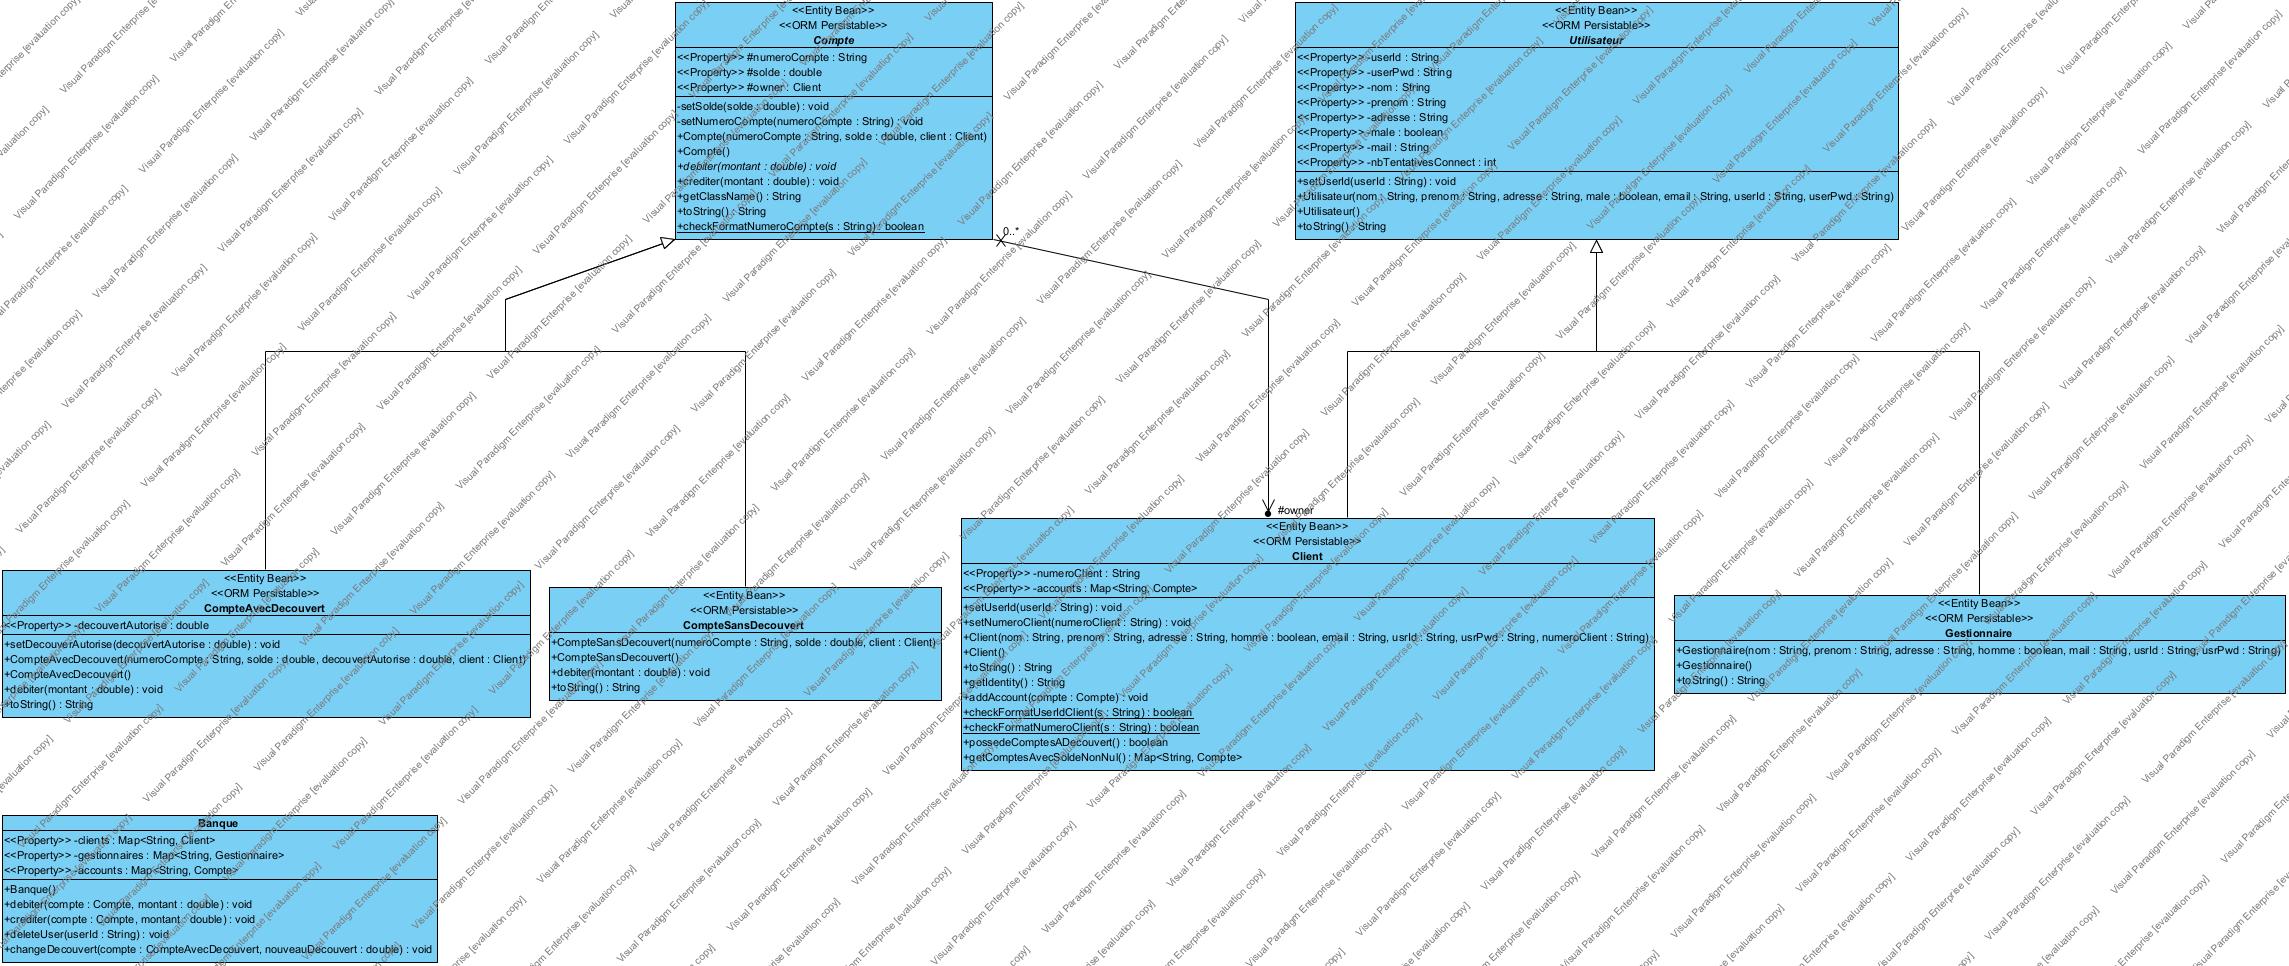 <<Entity Bean>>
<<ORM Persistable>>
Compte
<<Property>> #numeroCompte : String
<<Property>> #solde : double
<<Property>> #owner : Client
-setSolde(solde : double) : void
-setNumeroCompte(numeroCompte : String) : void
+Compte(numeroCompte : String, solde : double, client : Client)
+Compte()
+debiter(montant : double) : void
+crediter(montant : double) : void
+getClassName() : String
+toString() : String
+checkFormatNumeroCompte(s : String) : boolean
<<Entity Bean>>
<<ORM Persistable>>
Utilisateur
<<Property>> -userId : String
<<Property>> -userPwd : String
<<Property>> -nom : String
<<Property>> -prenom : String
<<Property>> -adresse : String
<<Property>> -male : boolean
<<Property>> -mail : String
<<Property>> -nbTentativesConnect : int
+setUserId(userId : String) : void
+Utilisateur(nom : String, prenom : String, adresse : String, male : boolean, email : String, userId : String, userPwd : String)
+Utilisateur()
+toString() : String
0..*
#owner
<<Entity Bean>>
<<ORM Persistable>>
CompteAvecDecouvert
<<Property>> -decouvertAutorise : double
+setDecouverAutorise(decouvertAutorise : double) : void
+CompteAvecDecouvert(numeroCompte : String, solde : double, decouvertAutorise : double, client : Client)
+CompteAvecDecouvert()
+debiter(montant : double) : void
+toString() : String
<<Entity Bean>>
<<ORM Persistable>>
CompteSansDecouvert
+CompteSansDecouvert(numeroCompte : String, solde : double, client : Client)
+CompteSansDecouvert()
+debiter(montant : double) : void
+toString() : String
<<Entity Bean>>
<<ORM Persistable>>
Client
<<Property>> -numeroClient : String
<<Property>> -accounts : Map<String, Compte>
+setUserId(userId : String) : void
+setNumeroClient(numeroClient : String) : void
+Client(nom : String, prenom : String, adresse : String, homme : boolean, email : String, usrId : String, usrPwd : String, numeroClient : String)
+Client()
+toString() : String
+getIdentity() : String
+addAccount(compte : Compte) : void
+checkFormatUserIdClient(s : String) : boolean
+checkFormatNumeroClient(s : String) : boolean
+possedeComptesADecouvert() : boolean
+getComptesAvecSoldeNonNul() : Map<String, Compte>
<<Entity Bean>>
<<ORM Persistable>>
Gestionnaire
+Gestionnaire(nom : String, prenom : String, adresse : String, homme : boolean, mail : String, usrId : String, usrPwd : String)
+Gestionnaire()
+toString() : String
Banque
<<Property>> -clients : Map<String, Client>
<<Property>> -gestionnaires : Map<String, Gestionnaire>
<<Property>> -accounts : Map<String, Compte>
+Banque()
+debiter(compte : Compte, montant : double) : void
+crediter(compte : Compte, montant : double) : void
+deleteUser(userId : String) : void
+changeDecouvert(compte : CompteAvecDecouvert, nouveauDecouvert : double) : void
Visual Paradigm Enterprise [evaluation copy]